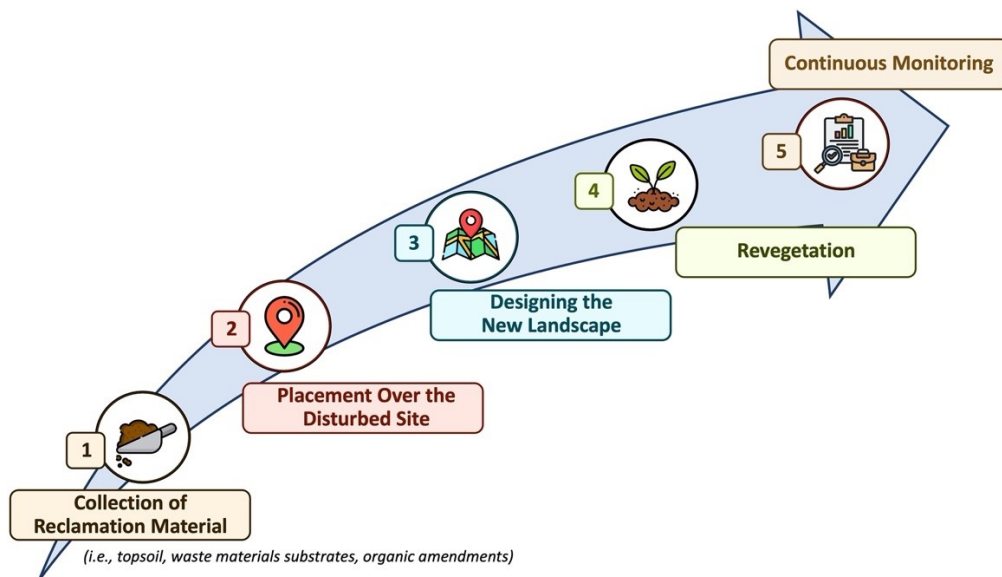 1
Collection of
Reclamation Material
(i.e., topsoil, waste materials substrates, organic amendments)
2
Placement Over the
Disturbed Site
3
Designing the
New Landscape
4
Revegetation
5
Continuous Monitoring